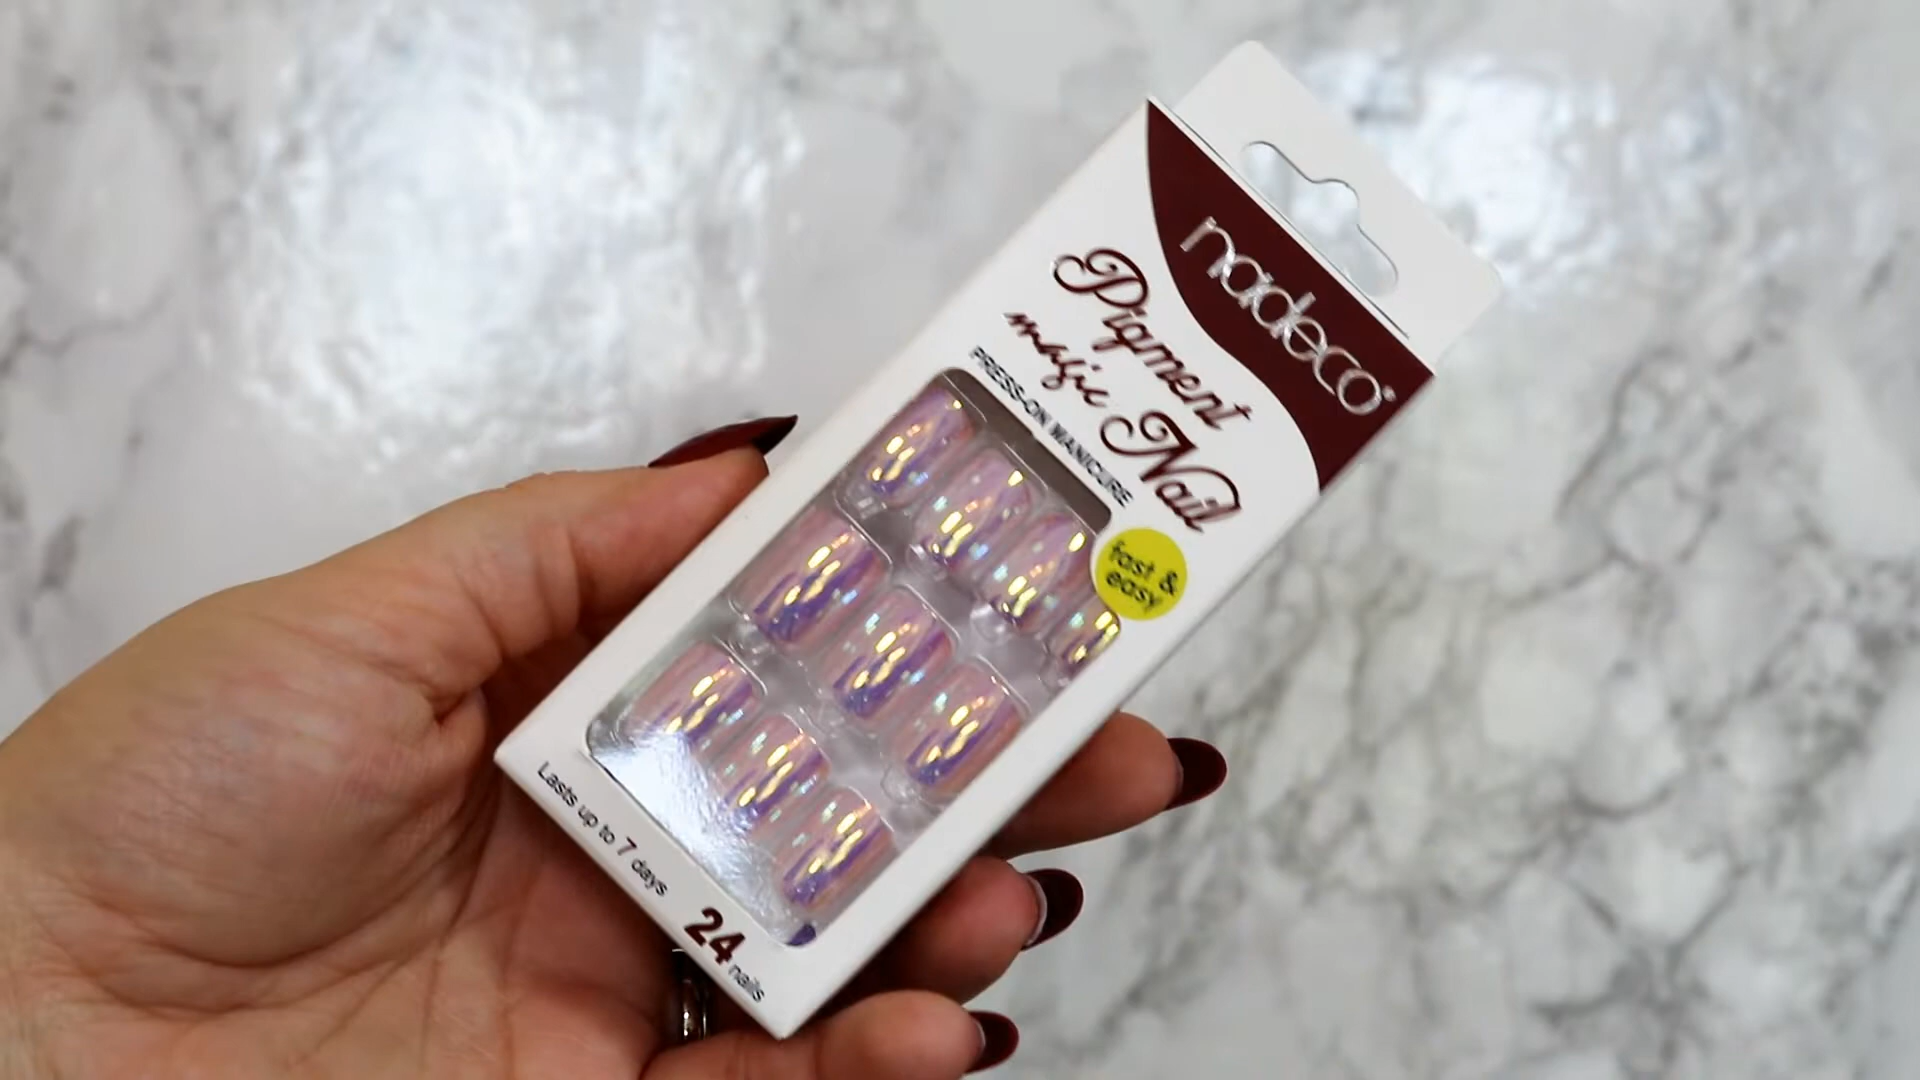 nadeco®
Pigment
magic Nail
PRESS-ON MANICURE
fast &
easy
Lasts up to 7 days
24 nails